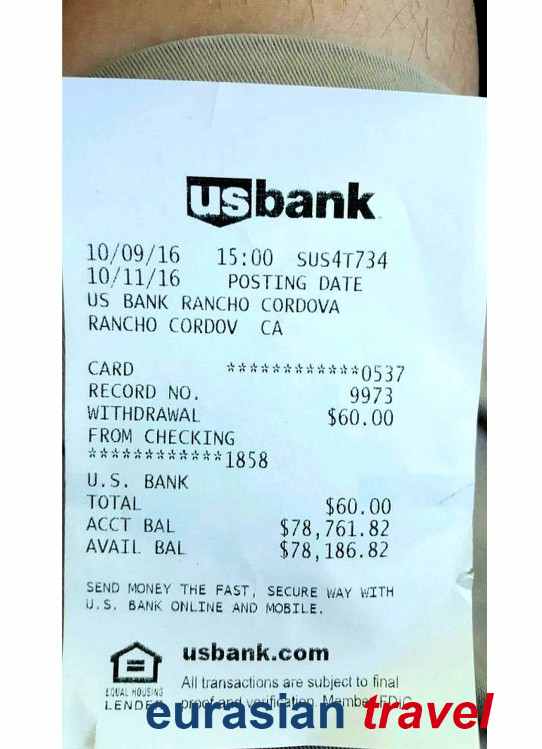 usbank
10/09/16 15:00 SUS4T734
10/11/16 POSTING DATE
US BANK RANCHO CORDOVA
RANCHO CORDOV CA
CARD ************0537
RECORD NO. 9973
WITHDRAWAL $60.00
FROM CHECKING
************1858
U.S. BANK
TOTAL $60.00
ACCT BAL $78,761.82
AVAIL BAL $78,186.82
SEND MONEY THE FAST, SECURE WAY WITH
U.S. BANK ONLINE AND MOBILE.
usbank.com
EQUAL HOUSING
LENDER
All transactions are subject to final
proof and verification. Member FDIC
eurasian travel